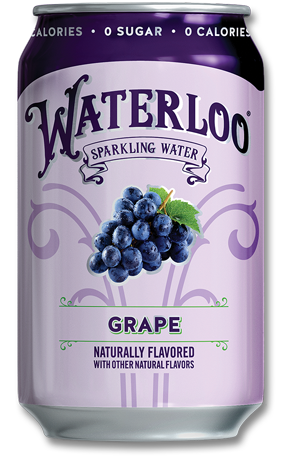 CALORIES • 0 SUGAR • 0 CALORIES
WATERLOO®
SPARKLING WATER
GRAPE
NATURALLY FLAVORED
WITH OTHER NATURAL FLAVORS